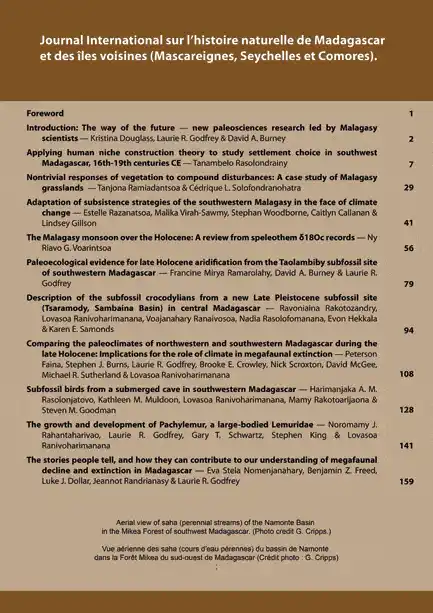 Journal International sur l'histoire naturelle de Madagascar
et des îles voisines (Mascareignes, Seychelles et Comores).
Foreword 1
Introduction: The way of the future — new paleosciences research led by Malagasy
scientists — Kristina Douglass, Laurie R. Godfrey & David A. Burney 2
Applying human niche construction theory to study settlement choice in southwest
Madagascar, 16th-19th centuries CE — Tanambelo Rasolondrainy 7
Nontrivial responses of vegetation to compound disturbances: A case study of Malagasy
grasslands — Tanjona Ramiadantsoa & Cédrique L. Solofondranohatra 29
Adaptation of subsistence strategies of the southwestern Malagasy in the face of climate
change — Estelle Razanatsoa, Malika Virah-Sawmy, Stephan Woodborne, Caitlyn Callanan &
Lindsey Gillson 41
The Malagasy monsoon over the Holocene: A review from speleothem δ18Oc records — Ny
Riavo G. Voarintsoa 56
Paleoecological evidence for late Holocene aridification from the Taolambiby subfossil site
of southwest Madagascar — Francine Mirya Ramarolahy, David A. Burney & Laurie R.
Godfrey 79
Description of the subfossil crocodylians from a new Late Pleistocene subfossil site
(Tsaramody, Sambaina Basin) in central Madagascar — Ravoniaina Rakotozandry,
Lovasoa Ranivoharimanana, Voajanahary Ranaivosoa, Nadia Rasolofomanana, Evon Hekkala
& Karen E. Samonds 94
Comparing the paleoclimates of northwestern and southwestern Madagascar during the
late Holocene: Implications for the role of climate in megafaunal extinction — Peterson
Faina, Stephen J. Burns, Laurie R. Godfrey, Brooke E. Crowley, Nick Scroxton, David McGee,
Michael R. Sutherland & Lovasoa Ranivoharimanana 108
Subfossil birds from a submerged cave in southwestern Madagascar — Harimanjaka A. M.
Rasolonjatovo, Kathleen M. Muldoon, Lovasoa Ranivoharimanana, Mamy Rakotoarijaona &
Steven M. Goodman 128
The growth and development of Pachylemur, a large-bodied Lemuridae — Noromamy J.
Rahantaharivao, Laurie R. Godfrey, Gary T. Schwartz, Stephen King & Lovasoa
Ranivoharimanana 141
The stories people tell, and how they can contribute to our understanding of megafaunal
decline and extinction in Madagascar — Eva Stela Nomenjanahary, Benjamin Z. Freed,
Luke J. Dollar, Jeannot Randrianasy & Laurie R. Godfrey 159
Aerial view of saha (perennial streams) of the Namonte Basin
in the Mikea Forest of southwest Madagascar. (Photo credit G. Cripps.)
Vue aérienne des saha (cours d'eau pérennes) du bassin de Namonte
dans la Forêt Mikea du sud-ouest de Madagascar (Crédit photo : G. Cripps)